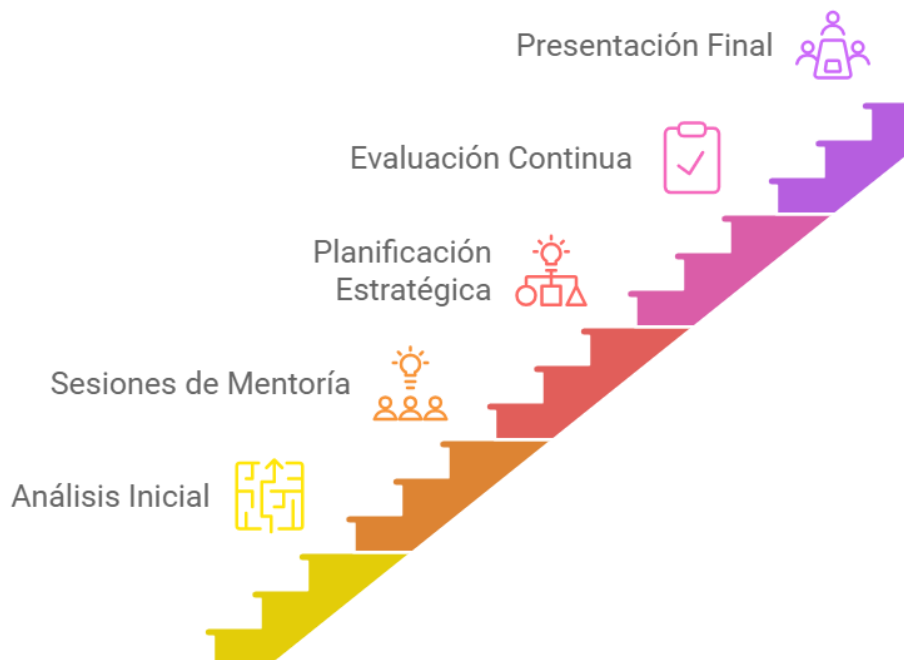 Presentación Final
Evaluación Continua
Planificación
Estratégica
Sesiones de Mentoría
Análisis Inicial